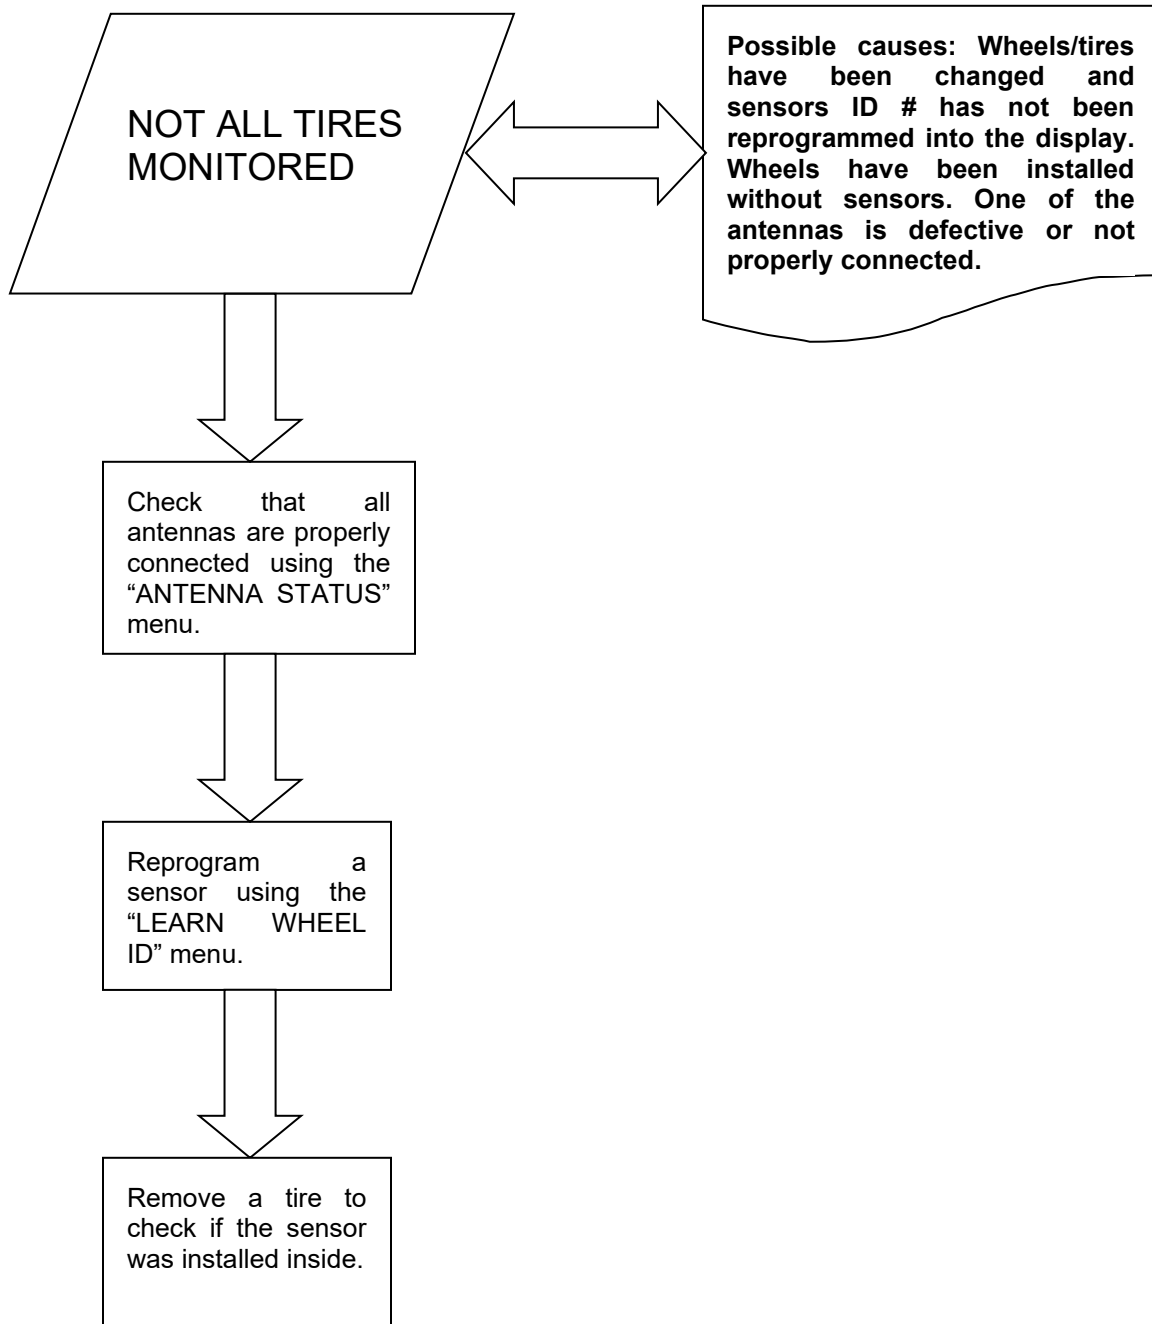 NOT ALL TIRES
MONITORED
Possible causes: Wheels/tires
have been changed and
sensors ID # has not been
reprogrammed into the display.
Wheels have been installed
without sensors. One of the
antennas is defective or not
properly connected.
Check that all
antennas are properly
connected using the
“ANTENNA STATUS”
menu.
Reprogram a
sensor using the
“LEARN WHEEL
ID” menu.
Remove a tire to
check if the sensor
was installed inside.